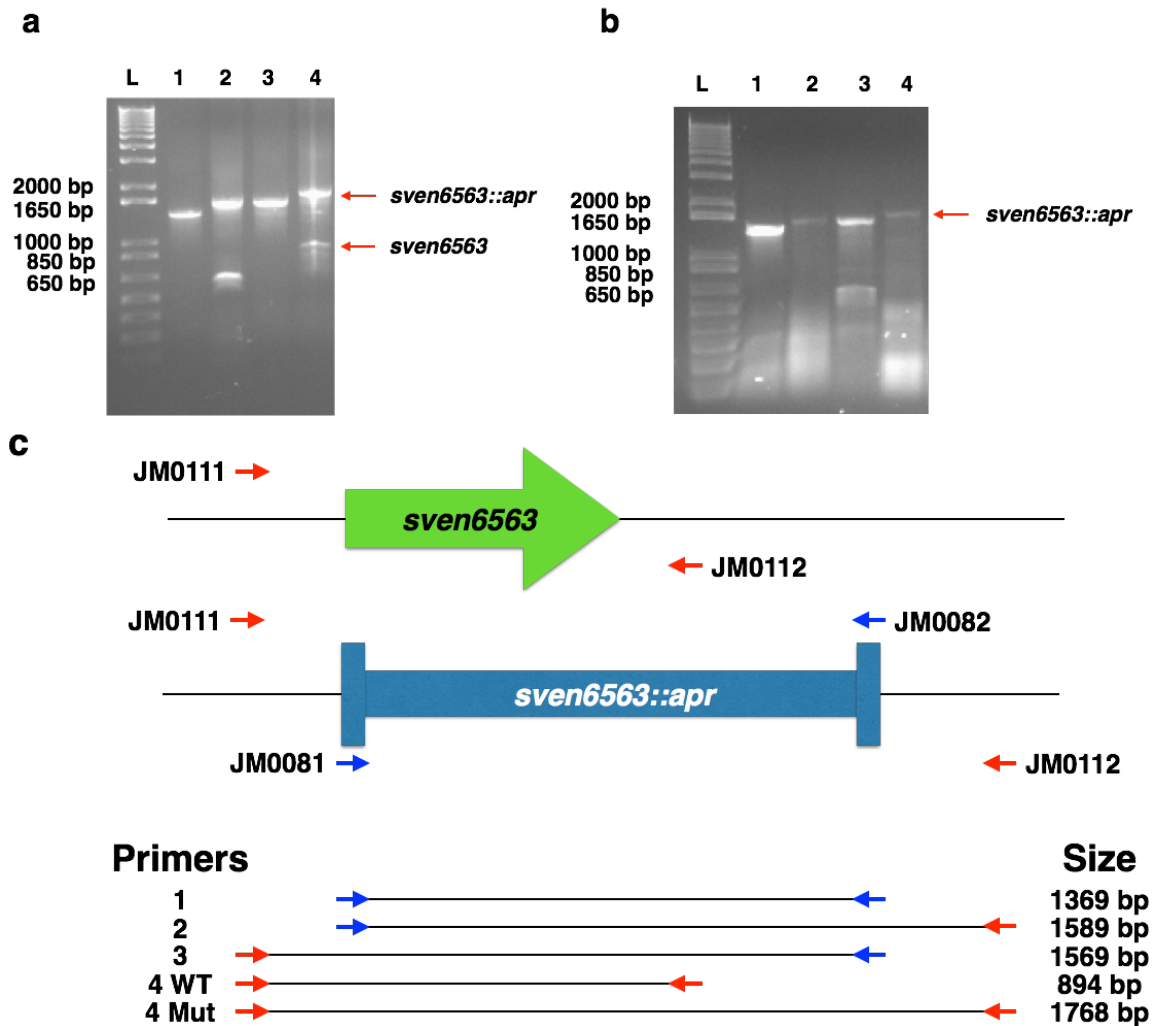 a
b
L 1 2 3 4
L 1 2 3 4
2000 bp
1650 bp
1000 bp
850 bp
650 bp
sven6563::apr
sven6563
2000 bp
1650 bp
1000 bp
850 bp
650 bp
sven6563::apr
c
JM0111
sven6563
JM0112
JM0111
JM0082
sven6563::apr
JM0081
JM0112
Primers Size
1 1369 bp
2 1589 bp
3 1569 bp
4 WT 894 bp
4 Mut 1768 bp